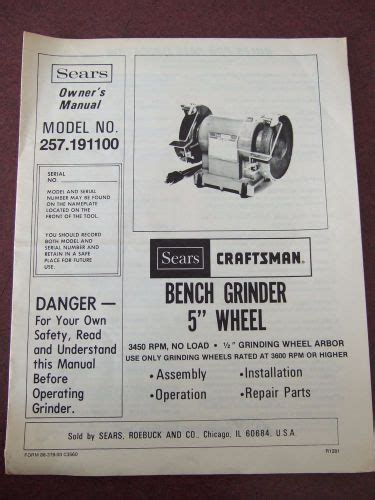 Sears
Owner's
Manual
MODEL NO.
257.191100
SERIAL
NO.
MODEL AND SERIAL
NUMBER MAY BE FOUND
ON THE NAMEPLATE
LOCATED ON THE
FRONT OF THE TOOL.
YOU SHOULD RECORD
BOTH MODEL AND
SERIAL NUMBER AND
RETAIN IN A SAFE
PLACE FOR FUTURE
USE.
DANGER —
For Your Own
Safety, Read
and Understand
this Manual
Before
Operating
Grinder.
Sears CRAFTSMAN®
BENCH GRINDER
5" WHEEL
3450 RPM, NO LOAD • ½" GRINDING WHEEL ARBOR
USE ONLY GRINDING WHEELS RATED AT 3600 RPM OR HIGHER
•Assembly •Installation
•Operation •Repair Parts
Sold by SEARS, ROEBUCK AND CO., Chicago, IL 60684, U.S.A.
R1281